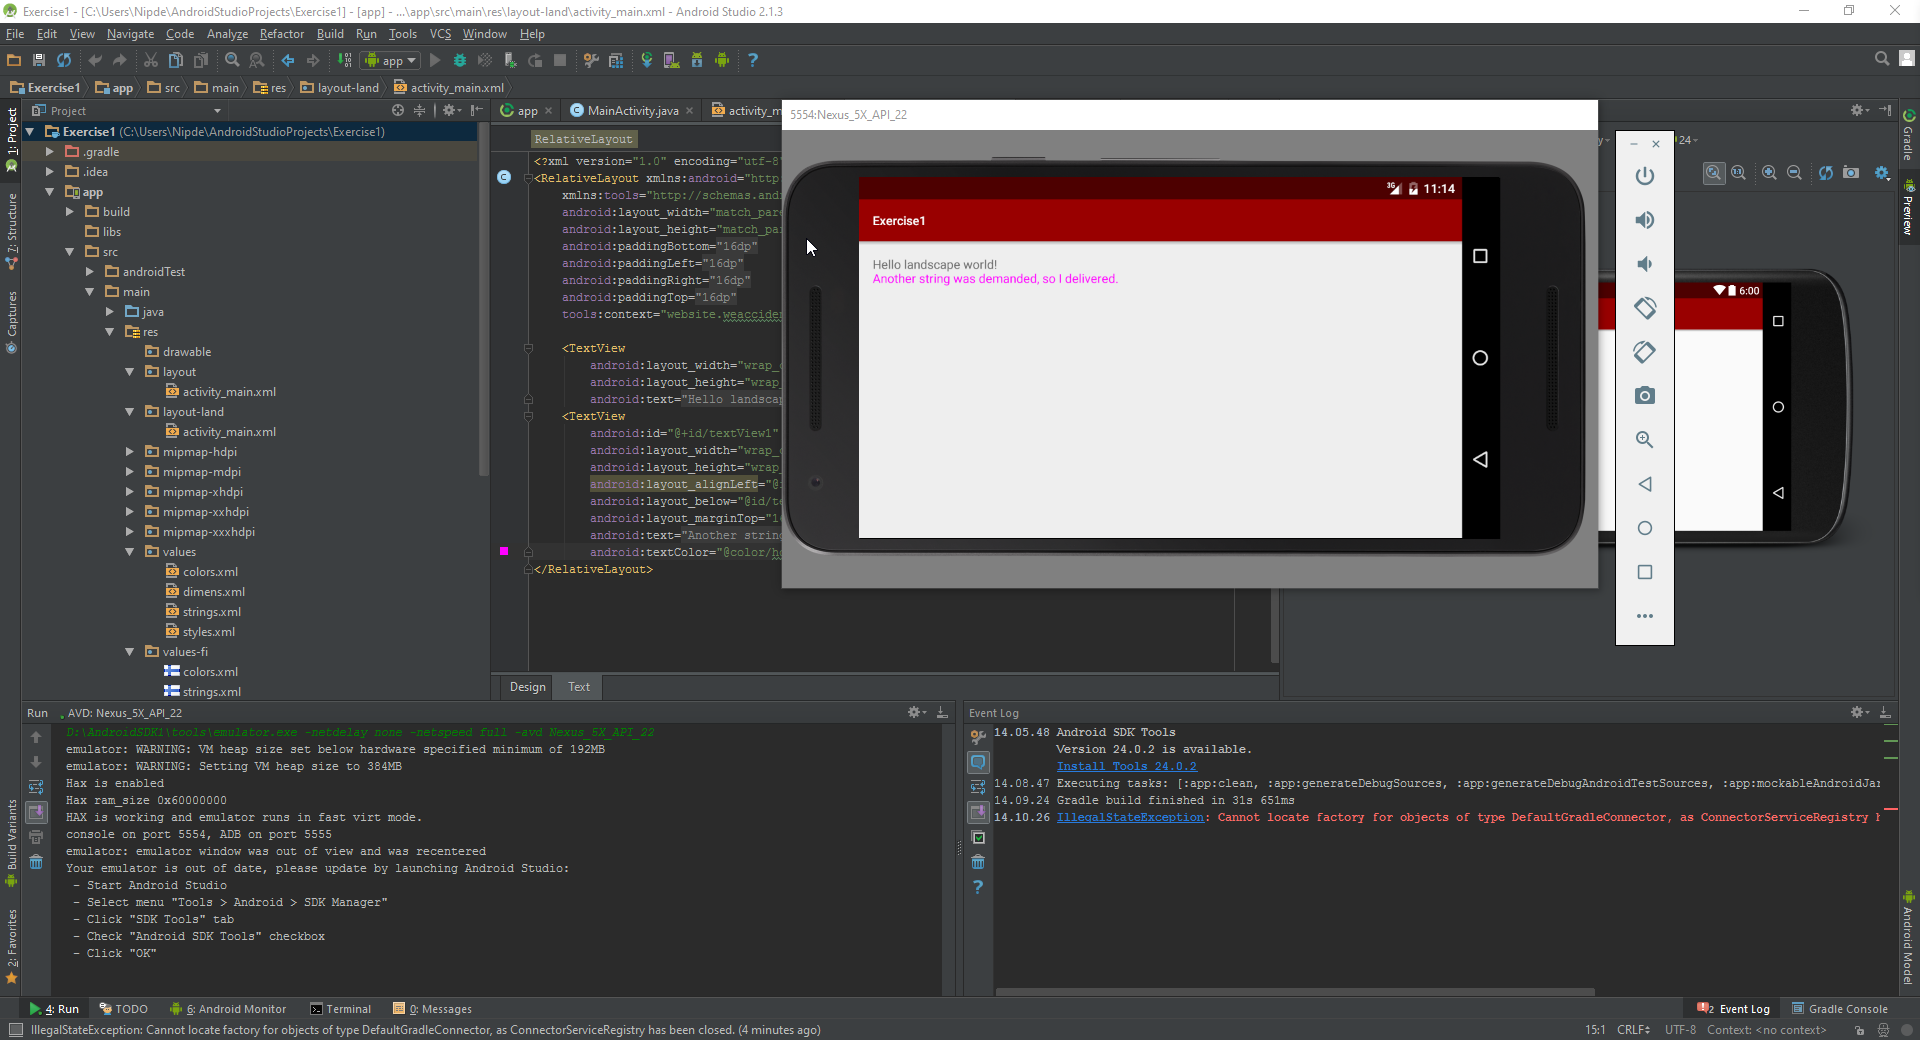 Exercise1 - [C:\Users\Nipde\AndroidStudioProjects\Exercise1] - [app] - ...\app\src\main\res\layout-land\activity_main.xml - Android Studio 2.1.3
File Edit View Navigate Code Analyze Refactor Build Run Tools VCS Window Help
app
Exercise1 app src main res layout-land activity_main.xml
Project
app MainActivity.java activity_m
1: Project
7: Structure
Captures
Build Variants
2: Favorites
Exercise1 (C:\Users\Nipde\AndroidStudioProjects\Exercise1)
.gradle
.idea
app
build
libs
src
androidTest
main
java
res
drawable
layout
activity_main.xml
layout-land
activity_main.xml
mipmap-hdpi
mipmap-mdpi
mipmap-xhdpi
mipmap-xxhdpi
mipmap-xxxhdpi
values
colors.xml
dimens.xml
strings.xml
styles.xml
values-fi
colors.xml
strings.xml
RelativeLayout
<?xml version="1.0" encoding="utf-8
<RelativeLayout xmlns:android="http
xmlns:tools="http://schemas.and
android:layout_width="match_pare
android:layout_height="match_pa
android:paddingBottom="16dp"
android:paddingLeft="16dp"
android:paddingRight="16dp"
android:paddingTop="16dp"
tools:context="website.weacciden
<TextView
android:layout_width="wrap_c
android:layout_height="wrap_
android:text="Hello landscap
<TextView
android:id="@+id/textView1"
android:layout_width="wrap_c
android:layout_height="wrap_
android:layout_alignLeft="@
android:layout_below="@id/te
android:layout_marginTop="1
android:text="Another string
android:textColor="@color/ho
</RelativeLayout>
Design Text
5554:Nexus_5X_API_22
3G 11:14
Exercise1
Hello landscape world!
Another string was demanded, so I delivered.
24
6:00
Gradle
Preview
Android Model
Run AVD: Nexus_5X_API_22
D:\AndroidSDK1\tools\emulator.exe -netdelay none -netspeed full -avd Nexus_5X_API_22
emulator: WARNING: VM heap size set below hardware specified minimum of 192MB
emulator: WARNING: Setting VM heap size to 384MB
Hax is enabled
Hax ram_size 0x60000000
HAX is working and emulator runs in fast virt mode.
console on port 5554, ADB on port 5555
emulator: emulator window was out of view and was recentered
Your emulator is out of date, please update by launching Android Studio:
- Start Android Studio
- Select menu "Tools > Android > SDK Manager"
- Click "SDK Tools" tab
- Check "Android SDK Tools" checkbox
- Click "OK"
Event Log
14.05.48 Android SDK Tools
Version 24.0.2 is available.
Install Tools 24.0.2
14.08.47 Executing tasks: [:app:clean, :app:generateDebugSources, :app:generateDebugAndroidTestSources, :app:mockableAndroidJar
14.09.24 Gradle build finished in 31s 651ms
14.10.26 IllegalStateException: Cannot locate factory for objects of type DefaultGradleConnector, as ConnectorServiceRegistry h
4: Run TODO 6: Android Monitor Terminal 0: Messages 2 Event Log Gradle Console
IllegalStateException: Cannot locate factory for objects of type DefaultGradleConnector, as ConnectorServiceRegistry has been closed. (4 minutes ago) 15:1 CRLF UTF-8 Context: <no context>